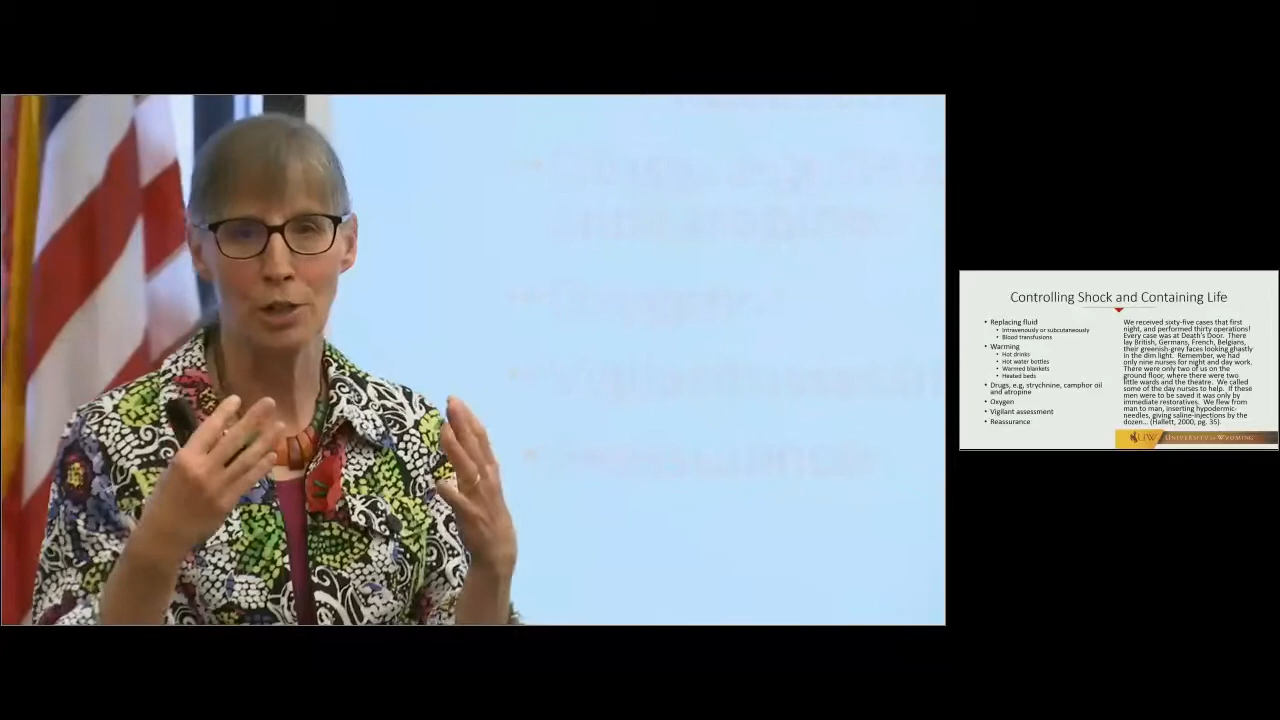 Controlling Shock and Containing Life
• Replacing fluid
• Intravenously or subcutaneously
• Blood transfusions
• Warming
• Hot drinks
• Hot water bottles
• Warmed blankets
• Heated beds
• Drugs, e.g, strychnine, camphor oil
and atropine
• Oxygen
• Vigilant assessment
• Reassurance
We received sixty-five cases that first
night, and performed thirty operations!
Every case was at Death's Door. There
lay British, Germans, French, Belgians,
their greenish-grey faces looking ghastly
in the dim light. Remember, we had
only nine nurses for night and day work.
There were only two of us on the
ground floor, where there were two
little wards and the theatre. We called
some of the day nurses to help. If these
men were to be saved it was only by
immediate restoratives. We flew from
man to man, inserting hypodermic-
needles, giving saline-injections by the
dozen... (Hallett, 2000, pg. 35).
UW UNIVERSITY OF WYOMING